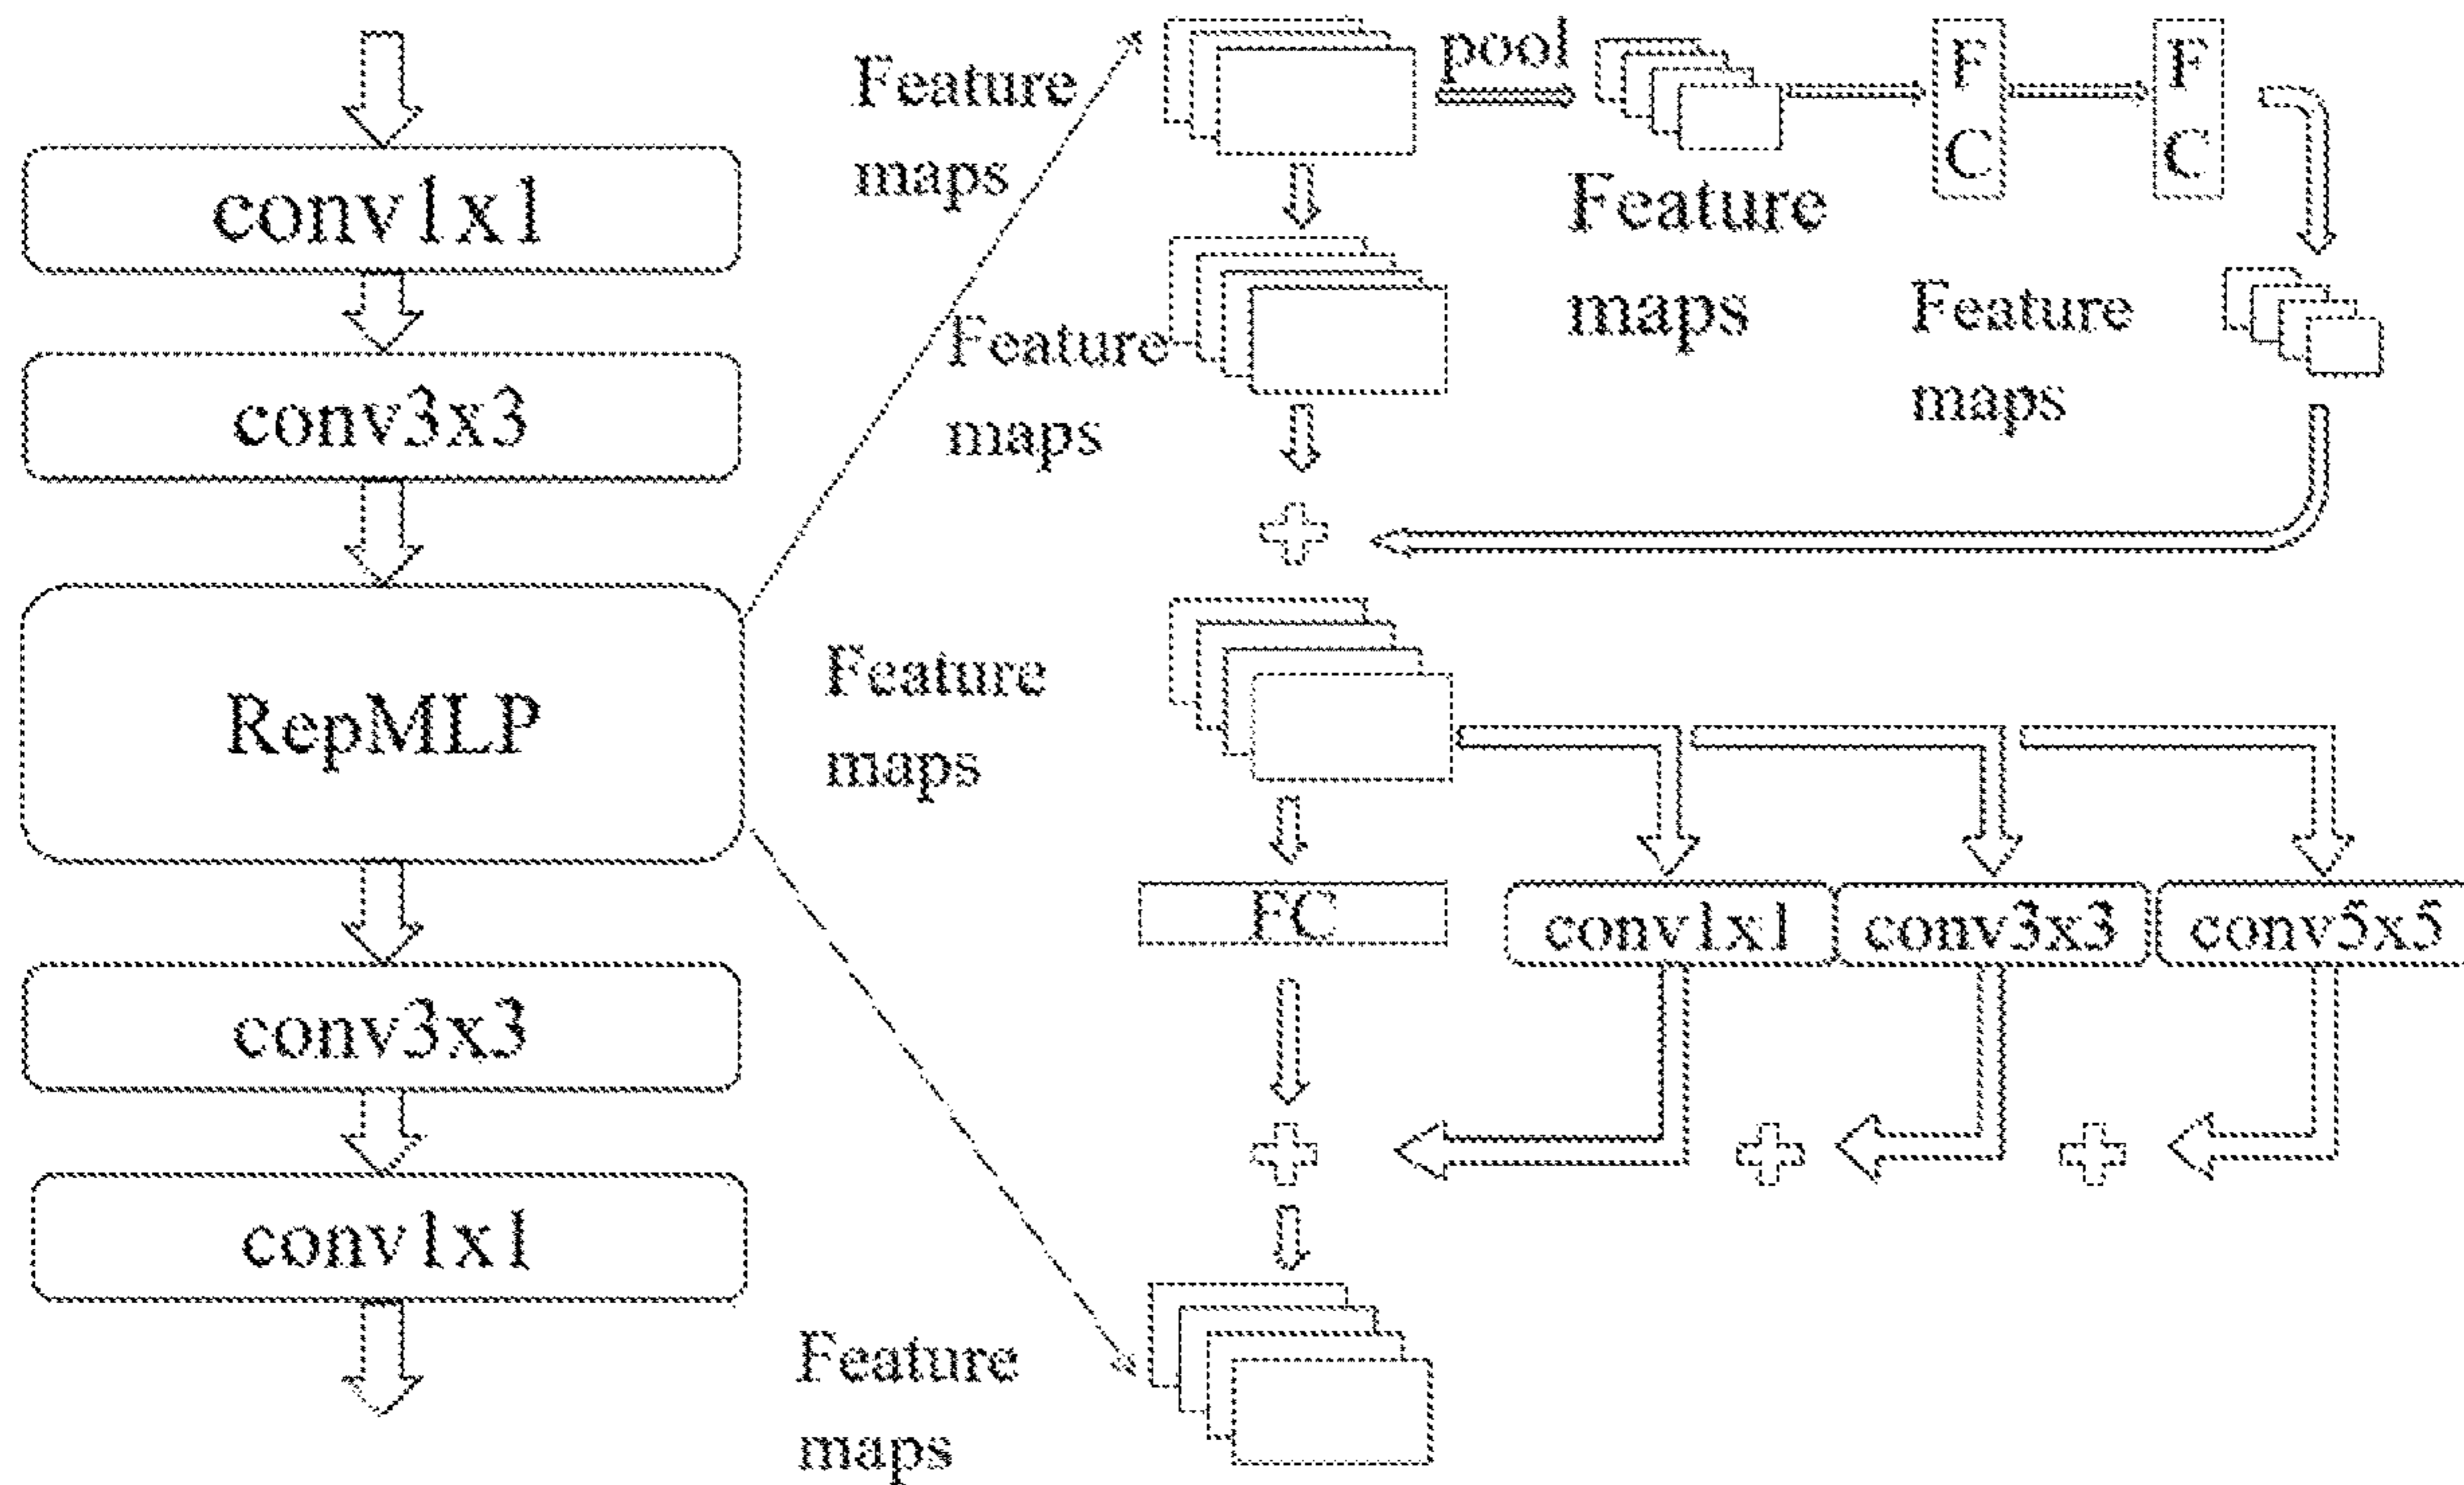 conv1x1
conv3x3
RepMLP
conv3x3
conv1x1
Feature
maps
pool
F
C
F
C
Feature
maps
Feature
maps
Feature
maps
Feature
maps
FC
conv1x1
conv3x3
conv5x5
Feature
maps